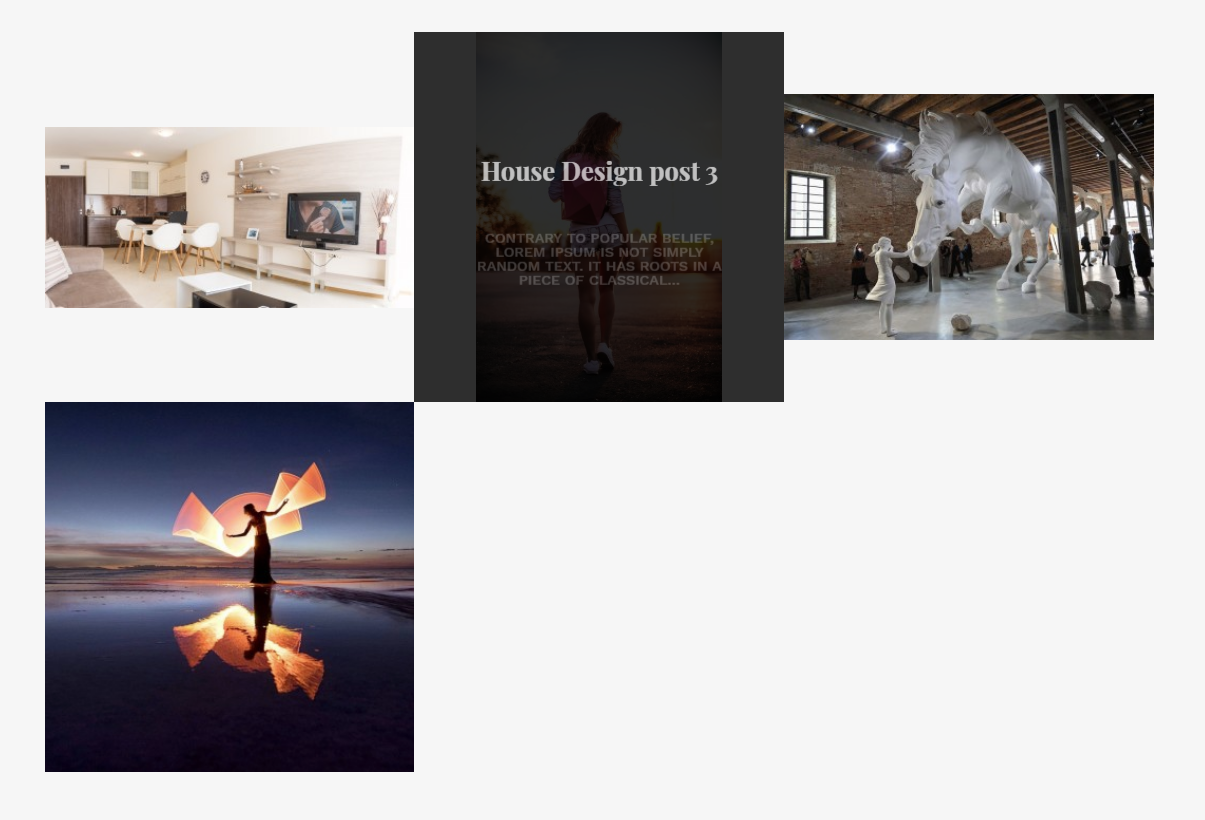 House Design post 3
CONTRARY TO POPULAR BELIEF,
LOREM IPSUM IS NOT SIMPLY
RANDOM TEXT. IT HAS ROOTS IN A
PIECE OF CLASSICAL...